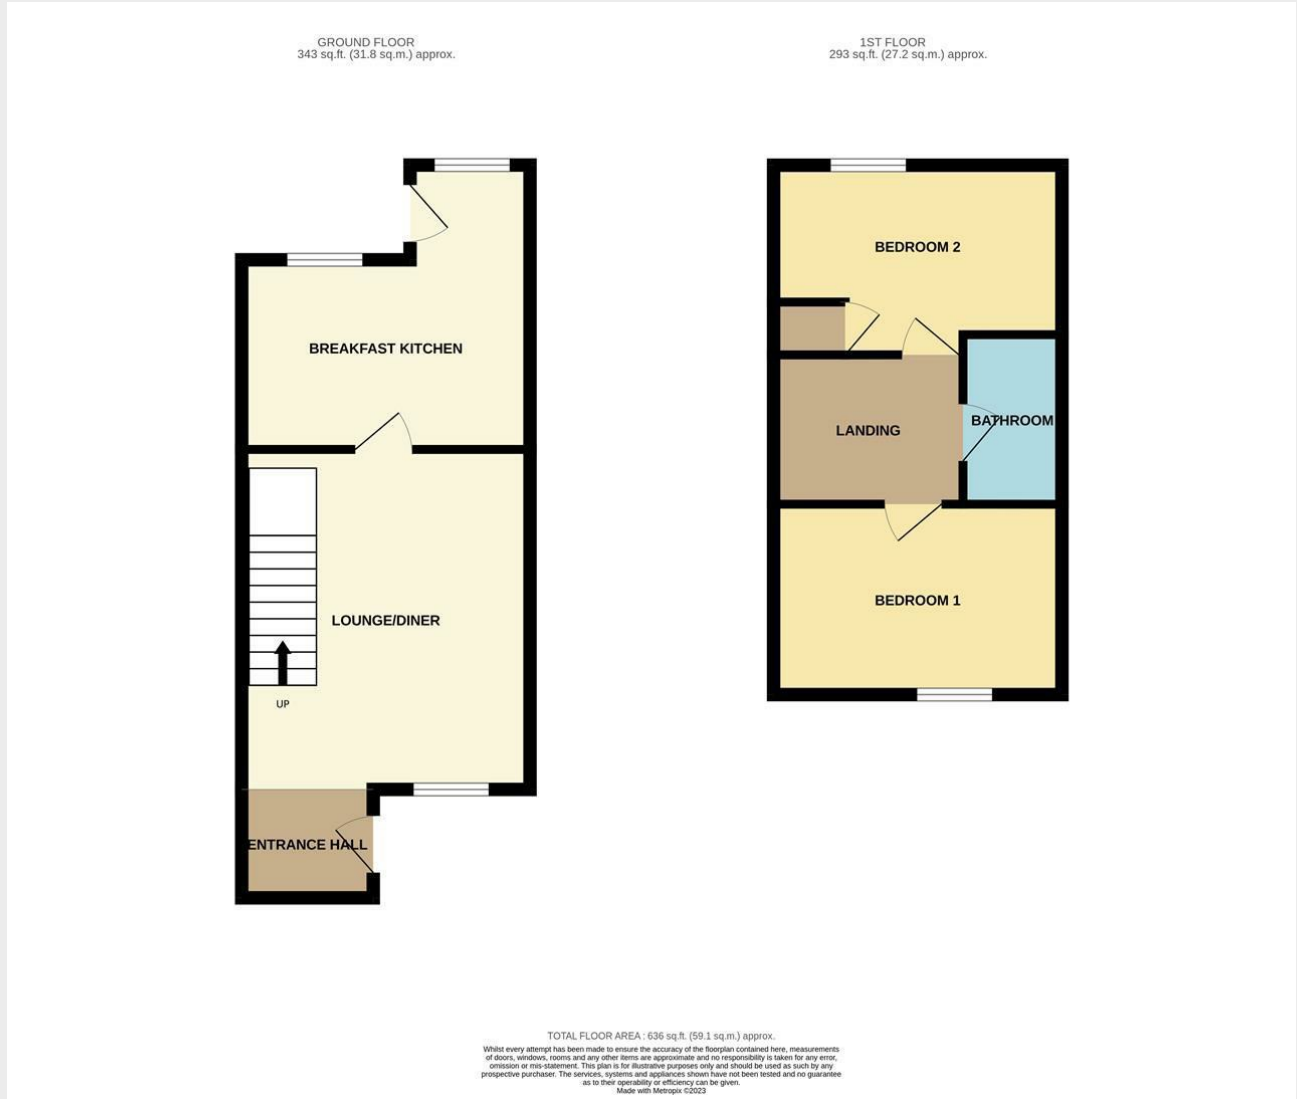 GROUND FLOOR
343 sq.ft. (31.8 sq.m.) approx.
1ST FLOOR
293 sq.ft. (27.2 sq.m.) approx.
BREAKFAST KITCHEN
LOUNGE/DINER
UP
ENTRANCE HALL
BEDROOM 2
LANDING
BATHROOM
BEDROOM 1
TOTAL FLOOR AREA : 636 sq.ft. (59.1 sq.m.) approx.
Whilst every attempt has been made to ensure the accuracy of the floorplan contained here, measurements
of doors, windows, rooms and any other items are approximate and no responsibility is taken for any error,
omission or mis-statement. This plan is for illustrative purposes only and should be used as such by any
prospective purchaser. The services, systems and appliances shown have not been tested and no guarantee
as to their operability or efficiency can be given.
Made with Metropix ©2023